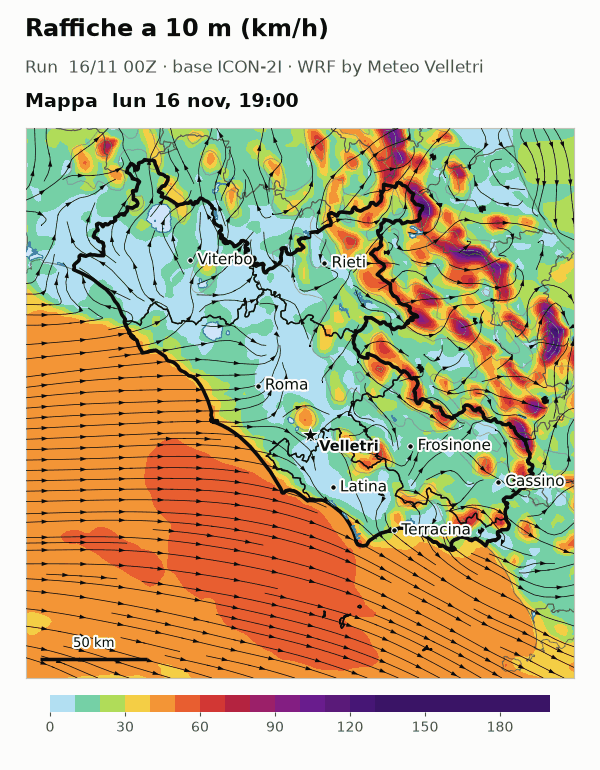 Raffiche a 10 m (km/h)
Run 16/11 00Z · base ICON-2I · WRF by Meteo Velletri
Mappa lun 16 nov, 19:00
Viterbo
Rieti
Roma
Velletri
Frosinone
Cassino
Latina
Terracina
50 km
0 30 60 90 120 150 180